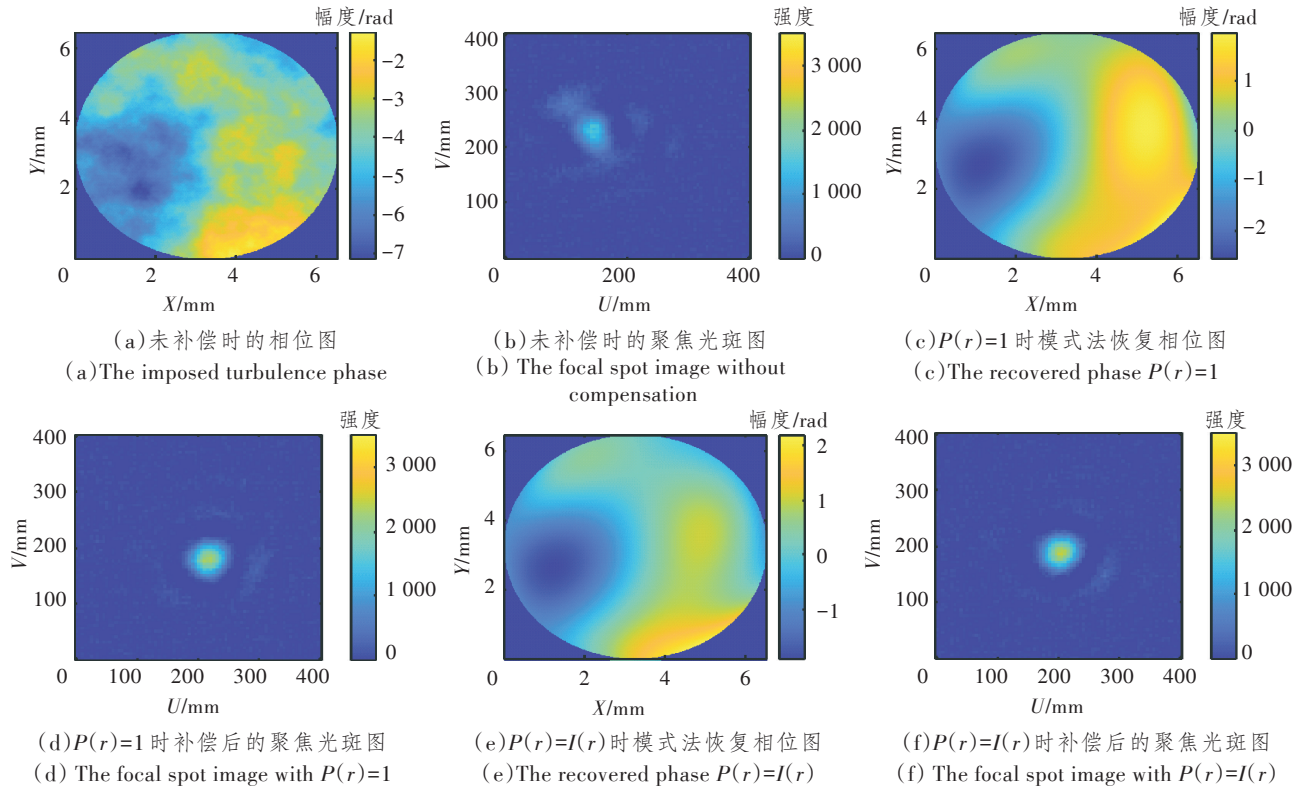 幅度/rad
−2
−3
−4
−5
−6
−7
6
4
2
0
2
4
6
Y/mm
X/mm
(a)未补偿时的相位图
(a)The imposed turbulence phase
强度
3 000
2 000
1 000
0
400
300
200
100
0
200
400
V/mm
U/mm
(b)未补偿时的聚焦光斑图
(b) The focal spot image without
compensation
幅度/rad
1
0
−1
−2
6
4
2
0
2
4
6
Y/mm
X/mm
(c)P(r)=1时模式法恢复相位图
(c)The recovered phase P(r)=1
强度
3 000
2 000
1 000
0
400
300
200
100
0
100
200
300
400
V/mm
U/mm
(d)P(r)=1时补偿后的聚焦光斑图
(d) The focal spot image with P(r)=1
幅度/rad
2
1
0
−1
6
4
2
0
2
4
6
Y/mm
X/mm
(e)P(r)=I(r)时模式法恢复相位图
(e)The recovered phase P(r)=I(r)
强度
3 000
2 000
1 000
0
400
300
200
100
0
100
200
300
400
V/mm
U/mm
(f)P(r)=I(r)时补偿后的聚焦光斑图
(f) The focal spot image with P(r)=I(r)